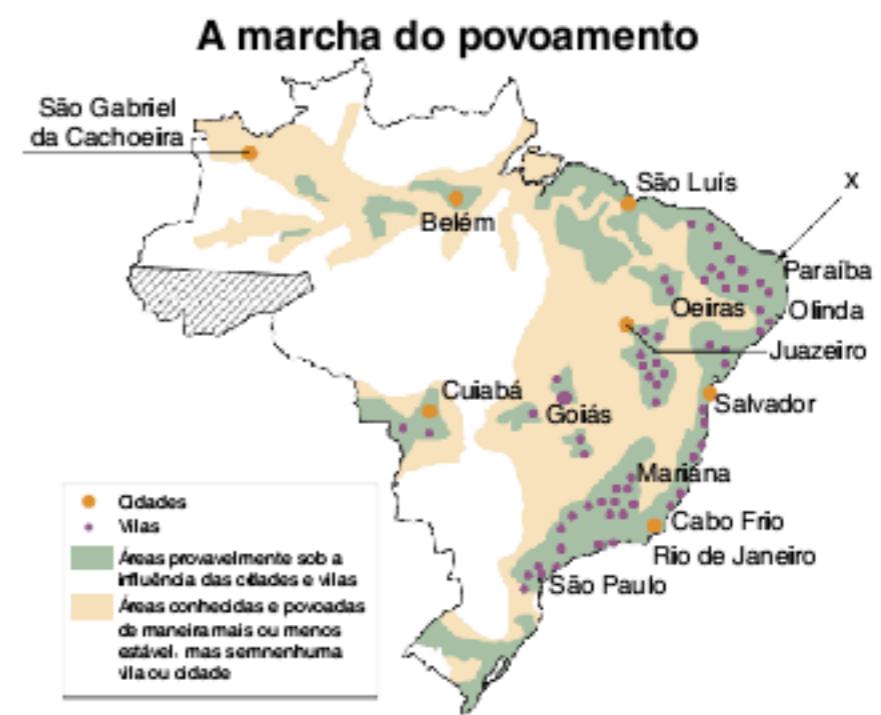 A marcha do povoamento
São Gabriel
da Cachoeira
São Luís
X
Belém
Paraíba
Oeiras
Olinda
Juazeiro
Cuiabá
Salvador
Goiás
Mariana
Cidades
Vilas
Cabo Frio
Rio de Janeiro
São Paulo
Áreas provavelmente sob a
influência das cidades e vilas
Áreas conhecidas e povoadas
de maneira mais ou menos
estável, mas semnenhuma
vila ou cidade